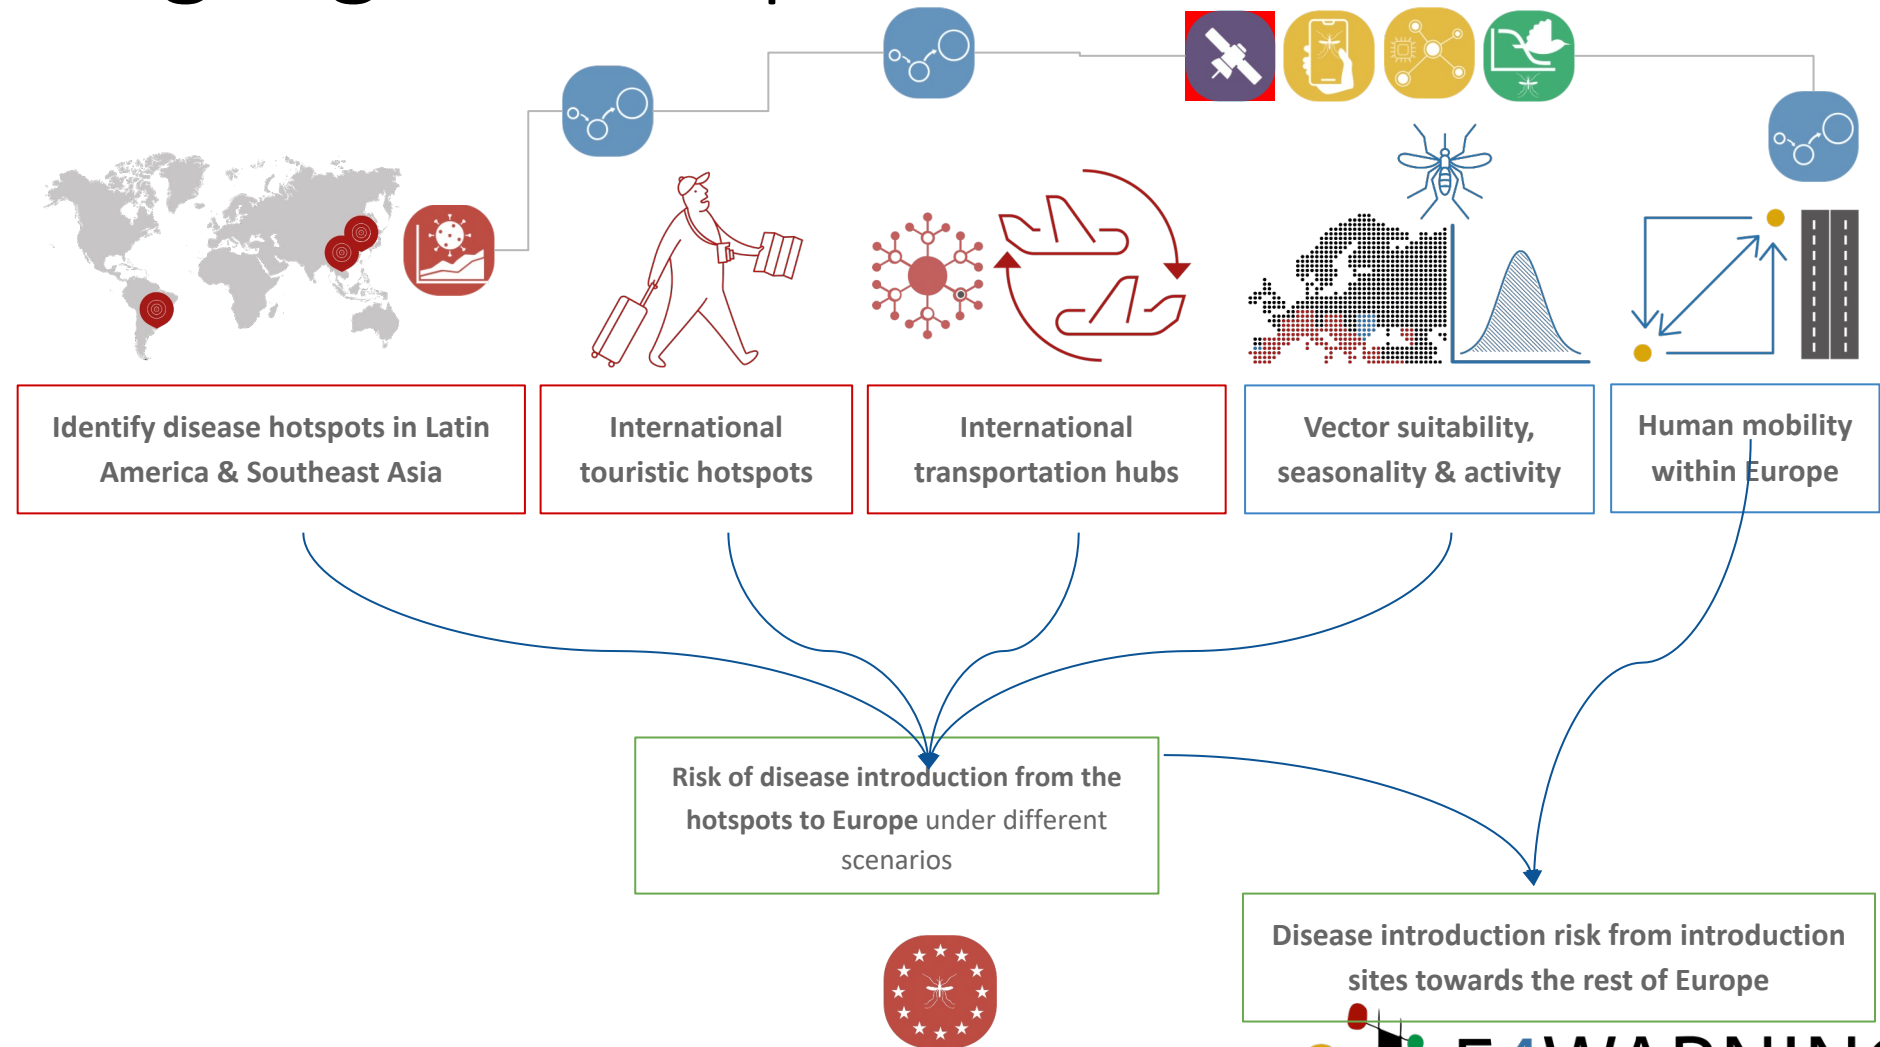 Identify disease hotspots in Latin
America & Southeast Asia
International
touristic hotspots
International
transportation hubs
Vector suitability,
seasonality & activity
Human mobility
within Europe
Risk of disease introduction from the
hotspots to Europe under different
scenarios
Disease introduction risk from introduction
sites towards the rest of Europe
E4WARNING